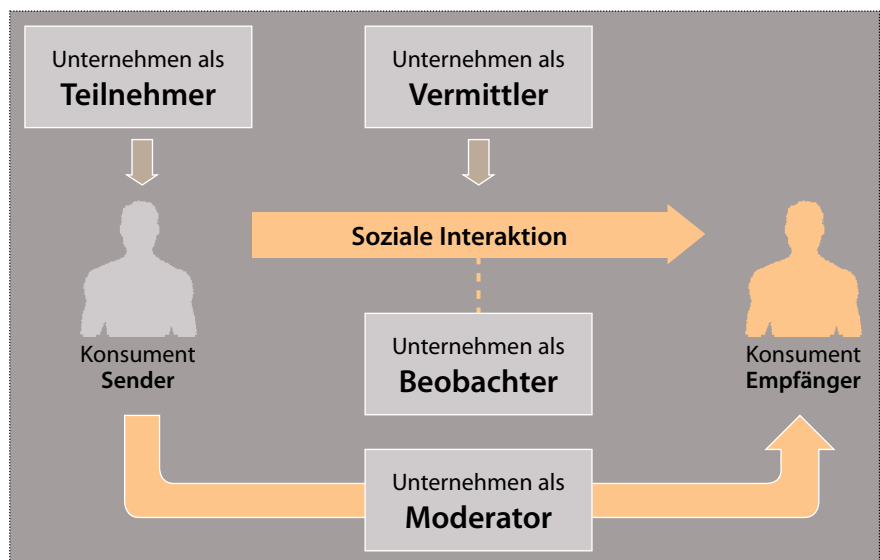 Unternehmen als
Teilnehmer
Unternehmen als
Vermittler
Soziale Interaktion
Konsument
Sender
Unternehmen als
Beobachter
Konsument
Empfänger
Unternehmen als
Moderator